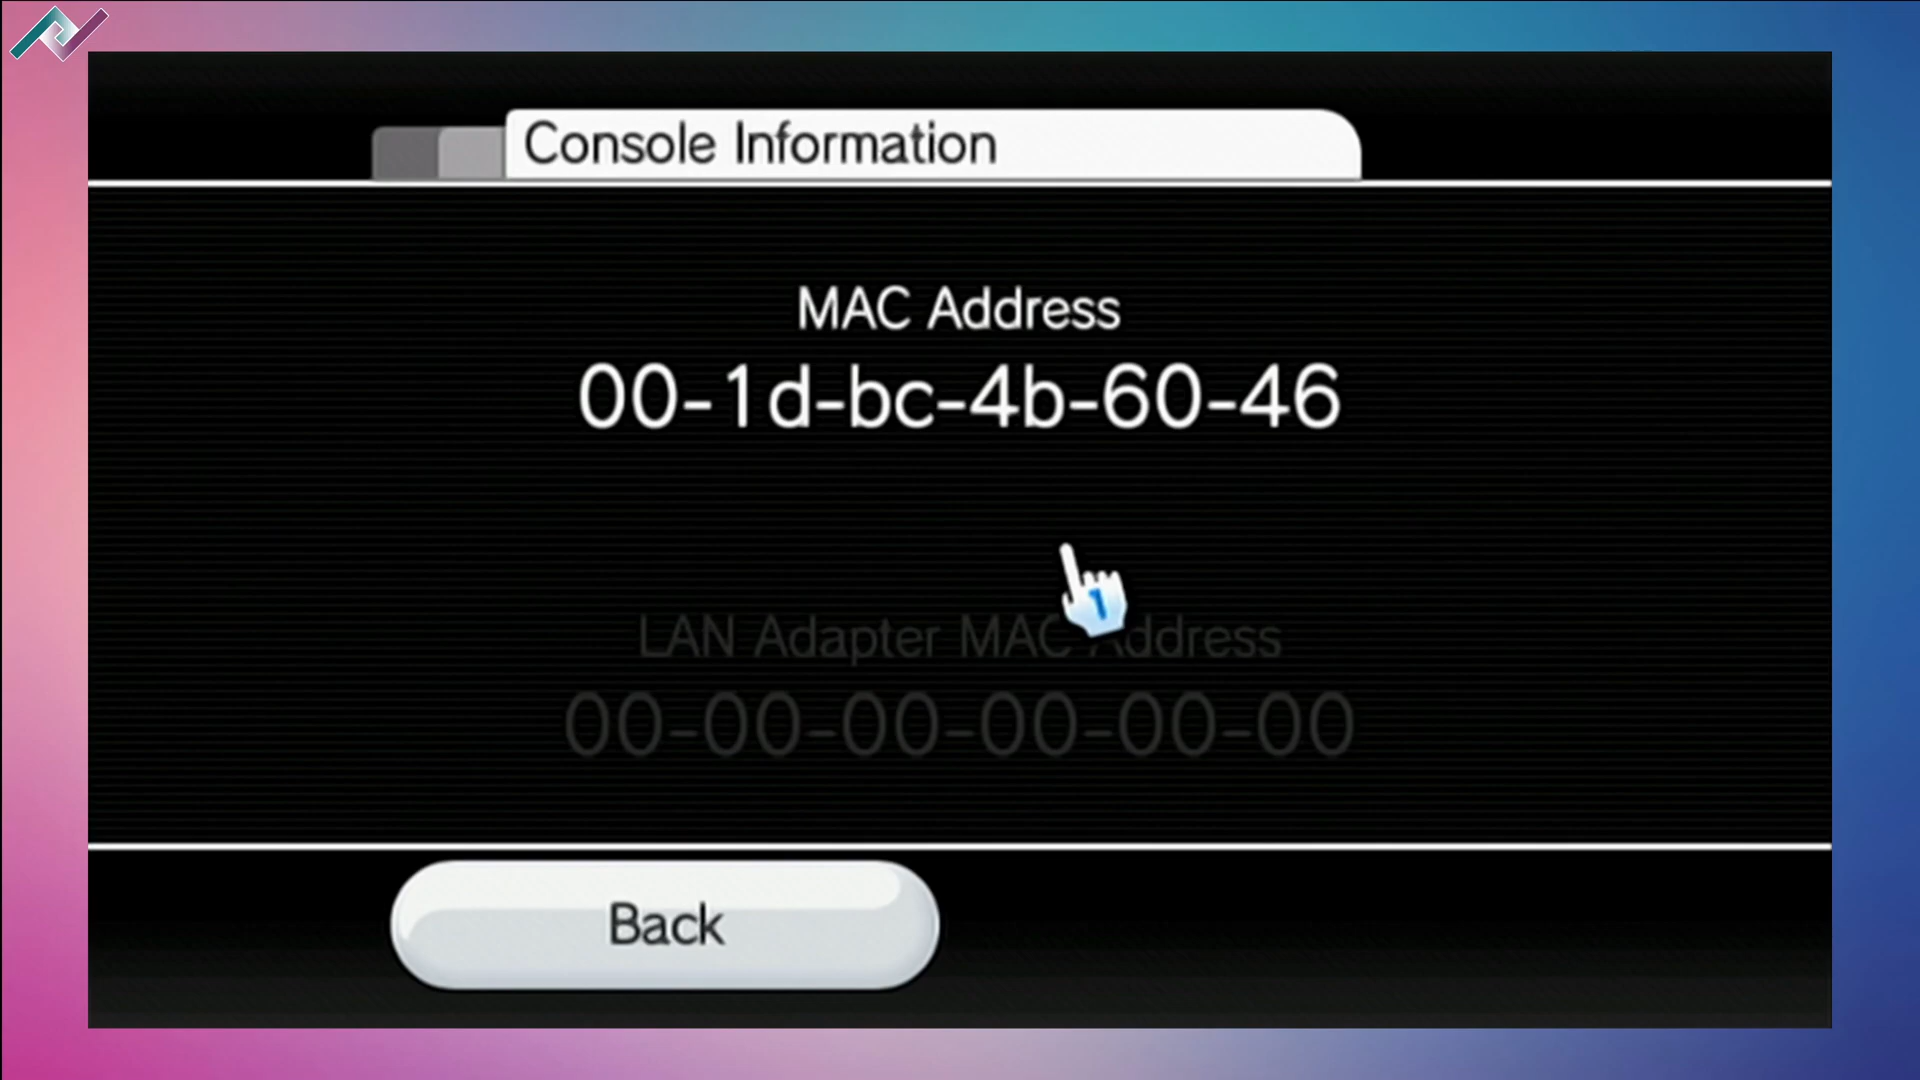 Console Information
MAC Address
00-1d-bc-4b-60-46
1
LAN Adapter MAC Address
00-00-00-00-00-00
Back